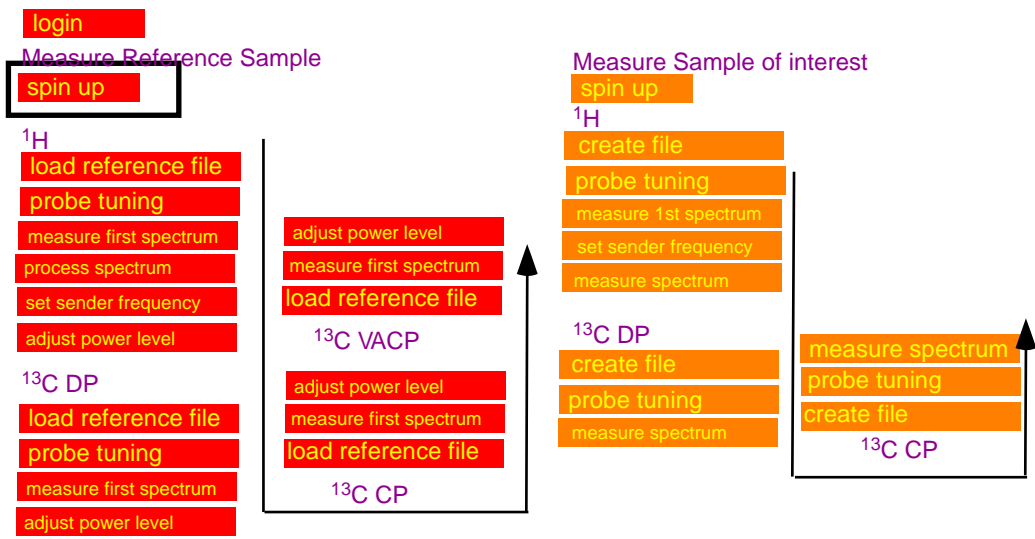 login
Measure Reference Sample
spin up
¹H
load reference file
probe tuning
measure first spectrum
process spectrum
set sender frequency
adjust power level
¹³C DP
load reference file
probe tuning
measure first spectrum
adjust power level
adjust power level
measure first spectrum
load reference file
¹³C VACP
adjust power level
measure first spectrum
load reference file
¹³C CP
Measure Sample of interest
spin up
¹H
create file
probe tuning
measure 1st spectrum
set sender frequency
measure spectrum
¹³C DP
create file
probe tuning
measure spectrum
measure spectrum
probe tuning
create file
¹³C CP